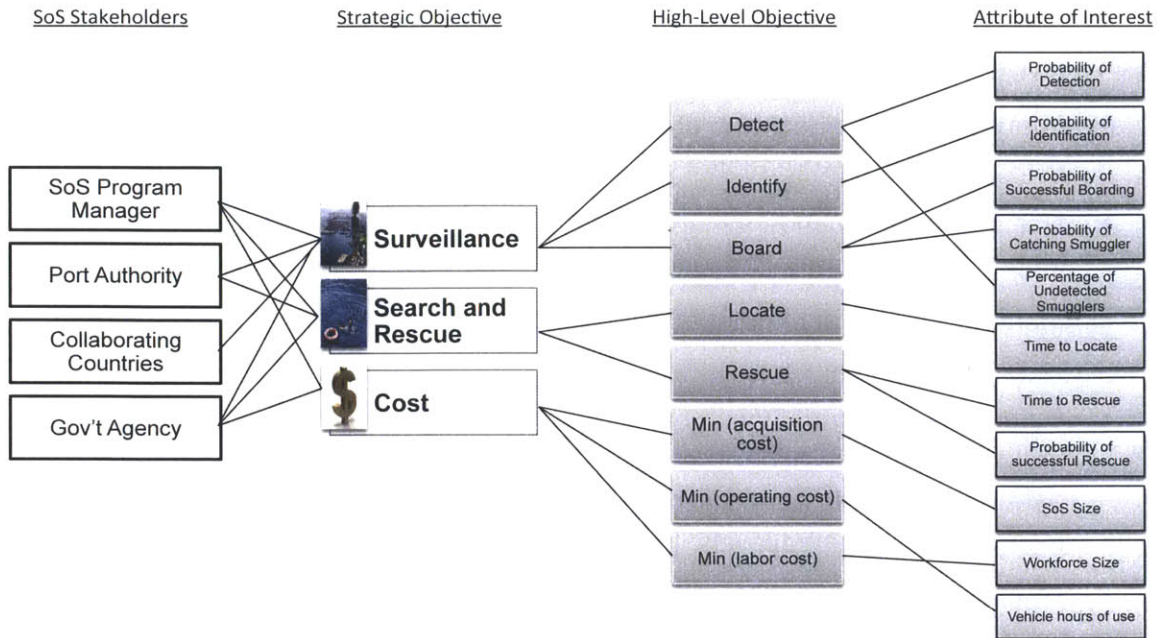 SoS Stakeholders
Strategic Objective
High-Level Objective
Attribute of Interest
SoS Program
Manager
Port Authority
Collaborating
Countries
Gov't Agency
Surveillance
Search and
Rescue
$
Cost
Detect
Identify
Board
Locate
Rescue
Min (acquisition
cost)
Min (operating cost)
Min (labor cost)
Probability of
Detection
Probability of
Identification
Probability of
Successful Boarding
Probability of
Catching Smuggler
Percentage of
Undetected
Smugglers
Time to Locate
Time to Rescue
Probability of
successful Rescue
SoS Size
Workforce Size
Vehicle hours of use